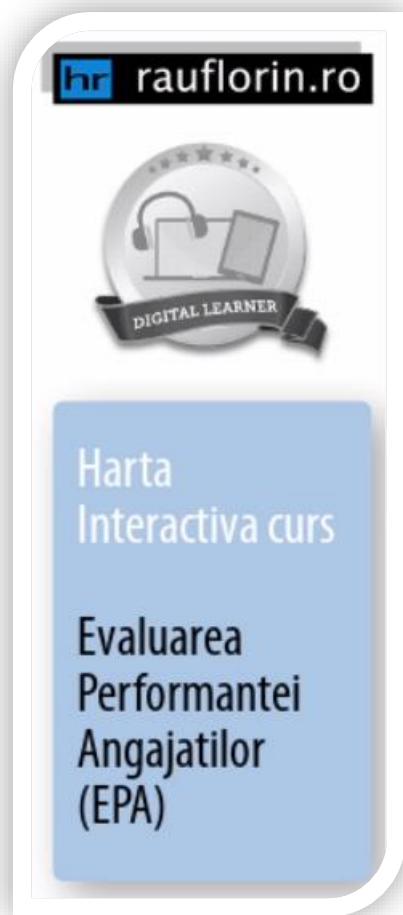 hr rauflorin.ro
DIGITAL LEARNER
Harta
Interactiva curs
Evaluarea
Performantei
Angajatilor
(EPA)